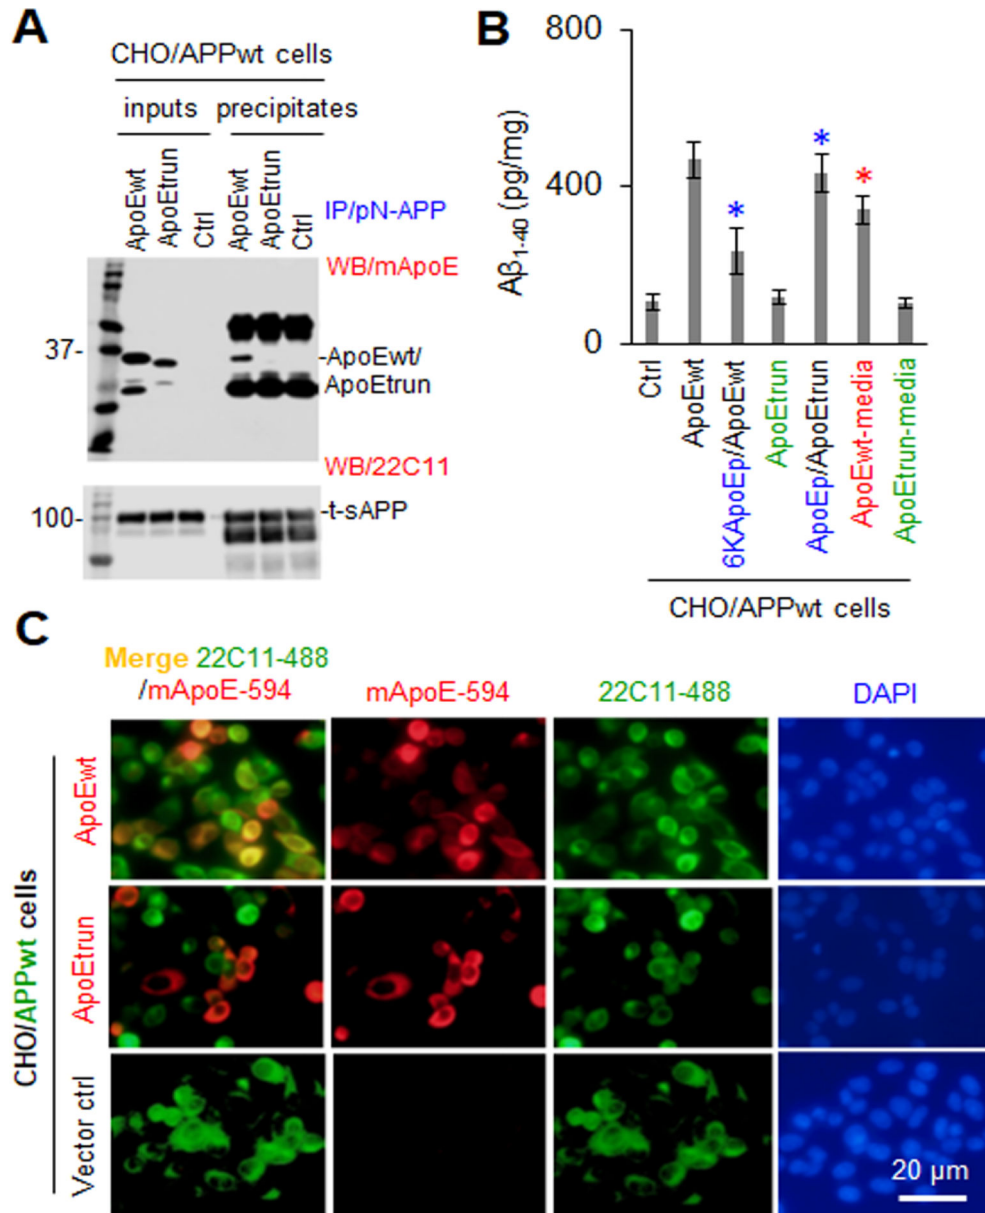 A
CHO/APPwt cells
inputs precipitates
ApoEwt
ApoEtrun
Ctrl
ApoEwt
ApoEtrun
Ctrl
IP/pN-APP
WB/mApoE
37-
-ApoEwt/
ApoEtrun
WB/22C11
100-
-t-sAPP
B
800
400
0
Aβ1-40 (pg/mg)
*
*
*
Ctrl
ApoEwt
6KApoEp/ApoEwt
ApoEtrun
ApoEp/ApoEtrun
ApoEwt-media
ApoEtrun-media
CHO/APPwt cells
C
Merge 22C11-488
/mApoE-594
mApoE-594
22C11-488
DAPI
CHO/APPwt cells
ApoEwt
ApoEtrun
Vector ctrl
20 μm